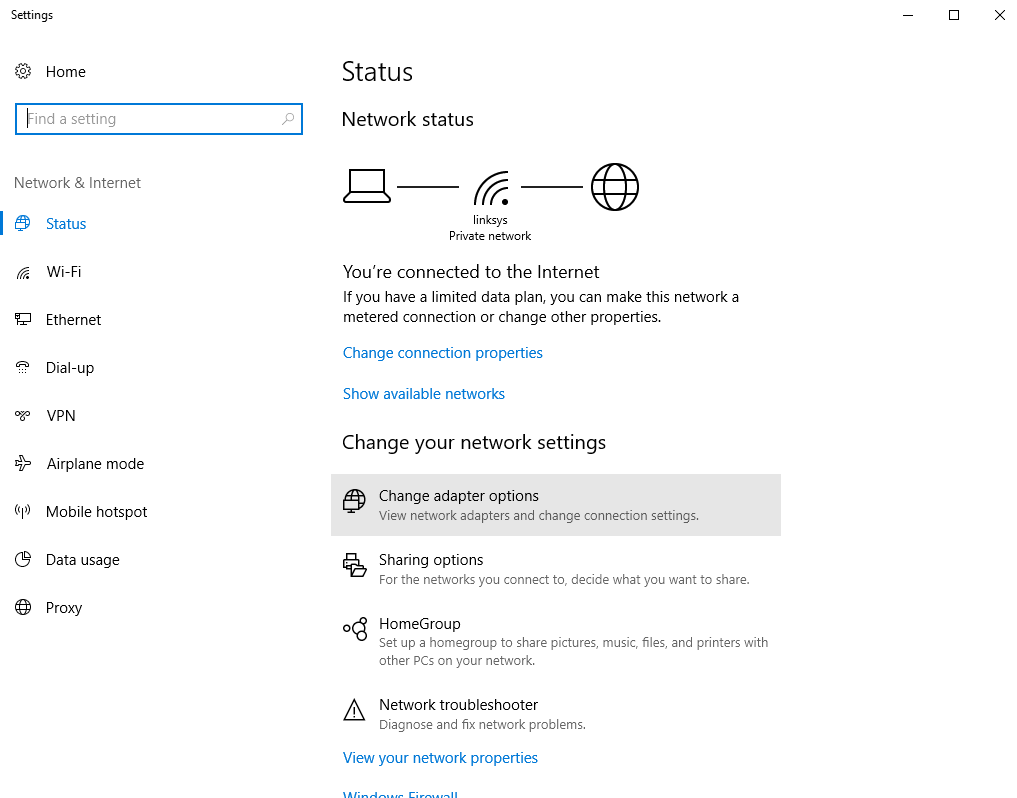 Settings
Home
Find a setting
Network & Internet
Status
Wi-Fi
Ethernet
Dial-up
VPN
Airplane mode
Mobile hotspot
Data usage
Proxy
Status
Network status
linksys
Private network
You’re connected to the Internet
If you have a limited data plan, you can make this network a
metered connection or change other properties.
Change connection properties
Show available networks
Change your network settings
Change adapter options
View network adapters and change connection settings.
Sharing options
For the networks you connect to, decide what you want to share.
HomeGroup
Set up a homegroup to share pictures, music, files, and printers with
other PCs on your network.
Network troubleshooter
Diagnose and fix network problems.
View your network properties
Windows Firewall